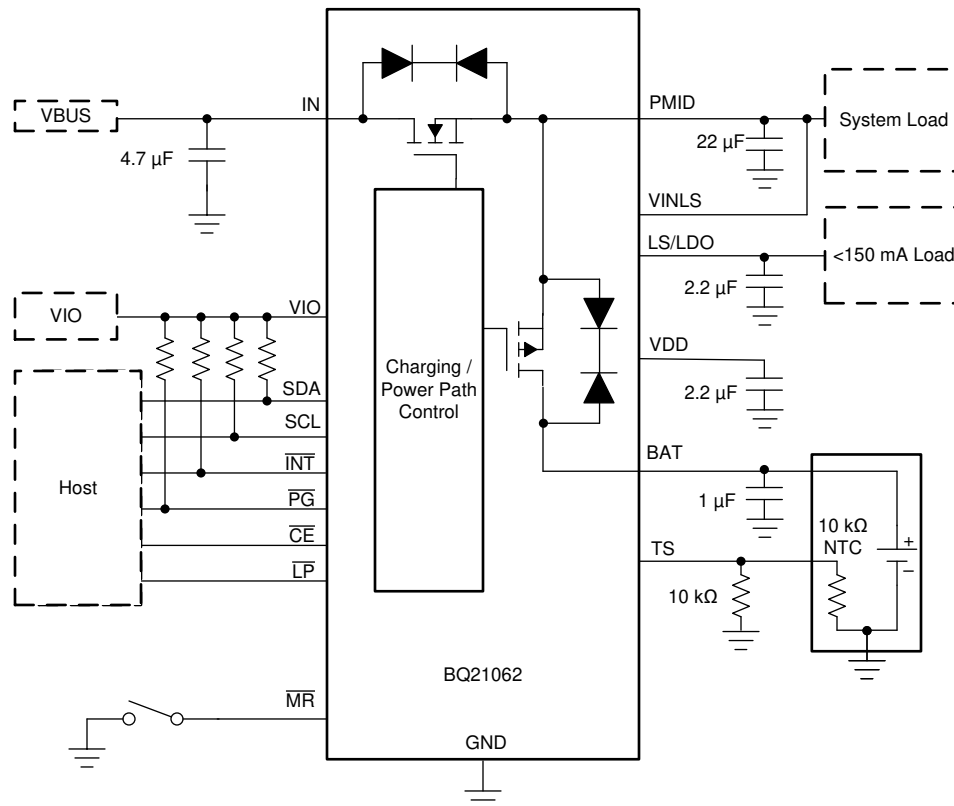 IN
PMID
VBUS
System Load
4.7 µF
22 µF
VINLS
LS/LDO
<150 mA Load
2.2 µF
VIO
VIO
VDD
Charging /
Power Path
Control
2.2 µF
SDA
SCL
BAT
INT
Host
PG
1 µF
10 kΩ
NTC
+
CE
TS
−
LP
10 kΩ
BQ21062
MR
GND